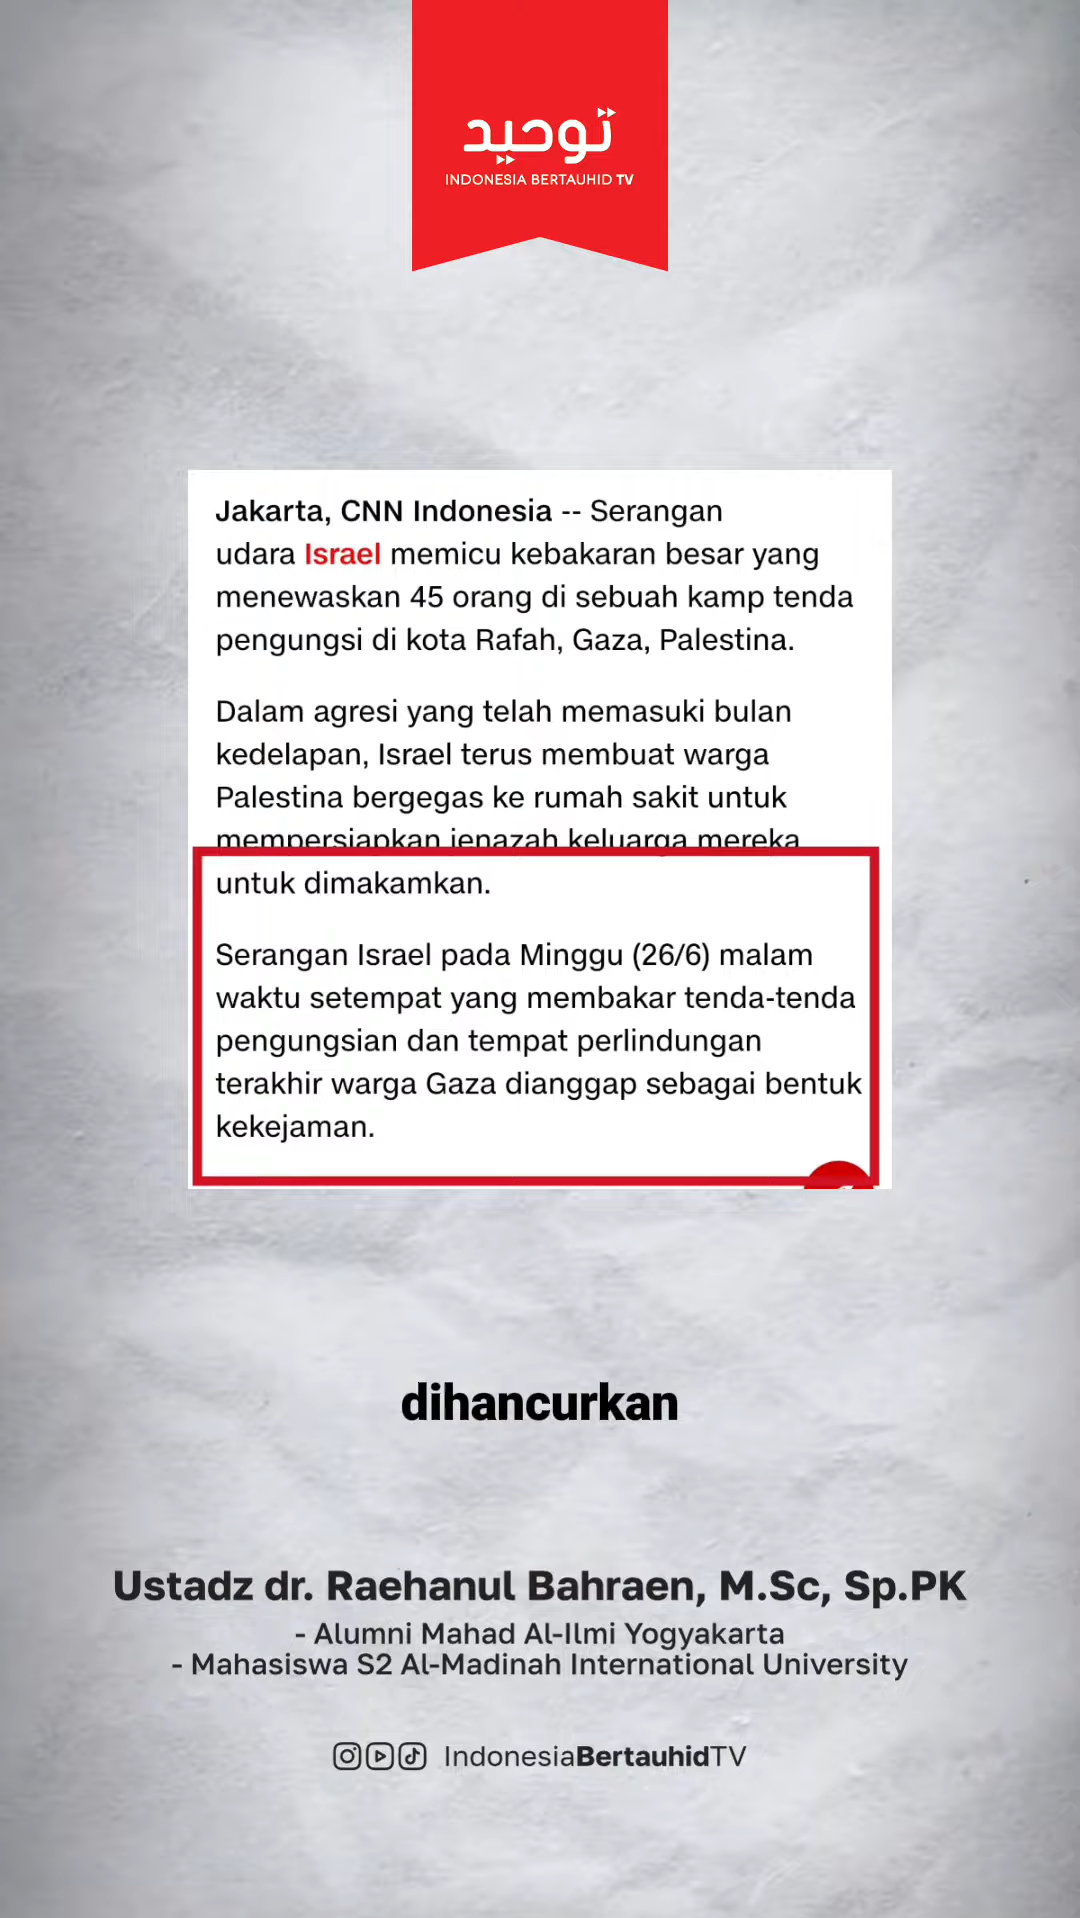 توحيد
INDONESIA BERTAUHID TV
Jakarta, CNN Indonesia -- Serangan
udara Israel memicu kebakaran besar yang
menewaskan 45 orang di sebuah kamp tenda
pengungsi di kota Rafah, Gaza, Palestina.
Dalam agresi yang telah memasuki bulan
kedelapan, Israel terus membuat warga
Palestina bergegas ke rumah sakit untuk
mempersiapkan jenazah keluarga mereka
untuk dimakamkan.
Serangan Israel pada Minggu (26/6) malam
waktu setempat yang membakar tenda-tenda
pengungsian dan tempat perlindungan
terakhir warga Gaza dianggap sebagai bentuk
kekejaman.
dihancurkan
Ustadz dr. Raehanul Bahraen, M.Sc, Sp.PK
- Alumni Mahad Al-Ilmi Yogyakarta
- Mahasiswa S2 Al-Madinah International University
IndonesiaBertauhidTV